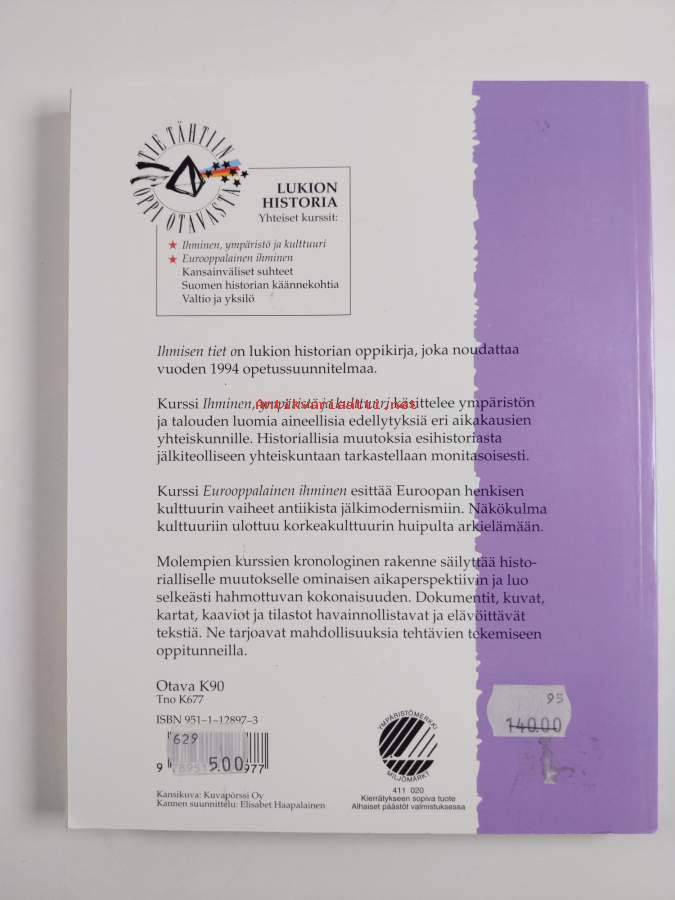 TIE TÄHTIIN
OPPI OTAVASTA
LUKION
HISTORIA
Yhteiset kurssit:
Ihminen, ympäristö ja kulttuuri
Eurooppalainen ihminen
Kansainväliset suhteet
Suomen historian käännekohtia
Valtio ja yksilö
Ihmisen tiet on lukion historian oppikirja, joka noudattaa
vuoden 1994 opetussuunnitelmaa.
Kurssi Ihminen, ympäristö ja kulttuuri käsittelee ympäristön
Antikvariaatti.net
ja talouden luomia aineellisia edellytyksiä eri aikakausien
yhteiskunnille. Historiallisia muutoksia esihistoriasta
jälkiteolliseen yhteiskuntaan tarkastellaan monitasoisesti.
Kurssi Eurooppalainen ihminen esittää Euroopan henkisen
kulttuurin vaiheet antiikista jälkimodernismiin. Näkökulma
kulttuuriin ulottuu korkeakulttuurin huipulta arkielämään.
Molempien kurssien kronologinen rakenne säilyttää histo-
rialliselle muutokselle ominaisen aikaperspektiivin ja luo
selkeästi hahmottuvan kokonaisuuden. Dokumentit, kuvat,
kartat, kaaviot ja tilastot havainnollistavat ja elävöittävät
tekstiä. Ne tarjoavat mahdollisuuksia tehtävien tekemiseen
oppitunneilla.
Otava K90
Tno K677
ISBN 951–1–12897–3
629
5.00
95
140.00
YMPÄRISTÖMERKKI
MILJÖMÄRKT
411 020
Kierrätykseen sopiva tuote
Alhaiset päästöt valmistuksessa
Kansikuva: Kuvapörssi Oy
Kannen suunnittelu: Elisabet Haapalainen